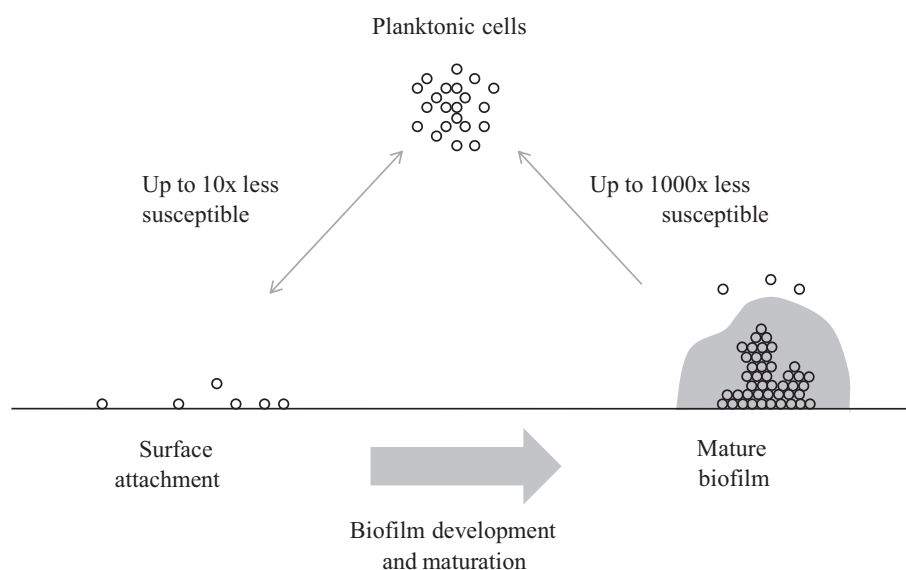 Planktonic cells
Up to 10x less
susceptible
Up to 1000x less
susceptible
Surface
attachment
Mature
biofilm
Biofilm development
and maturation